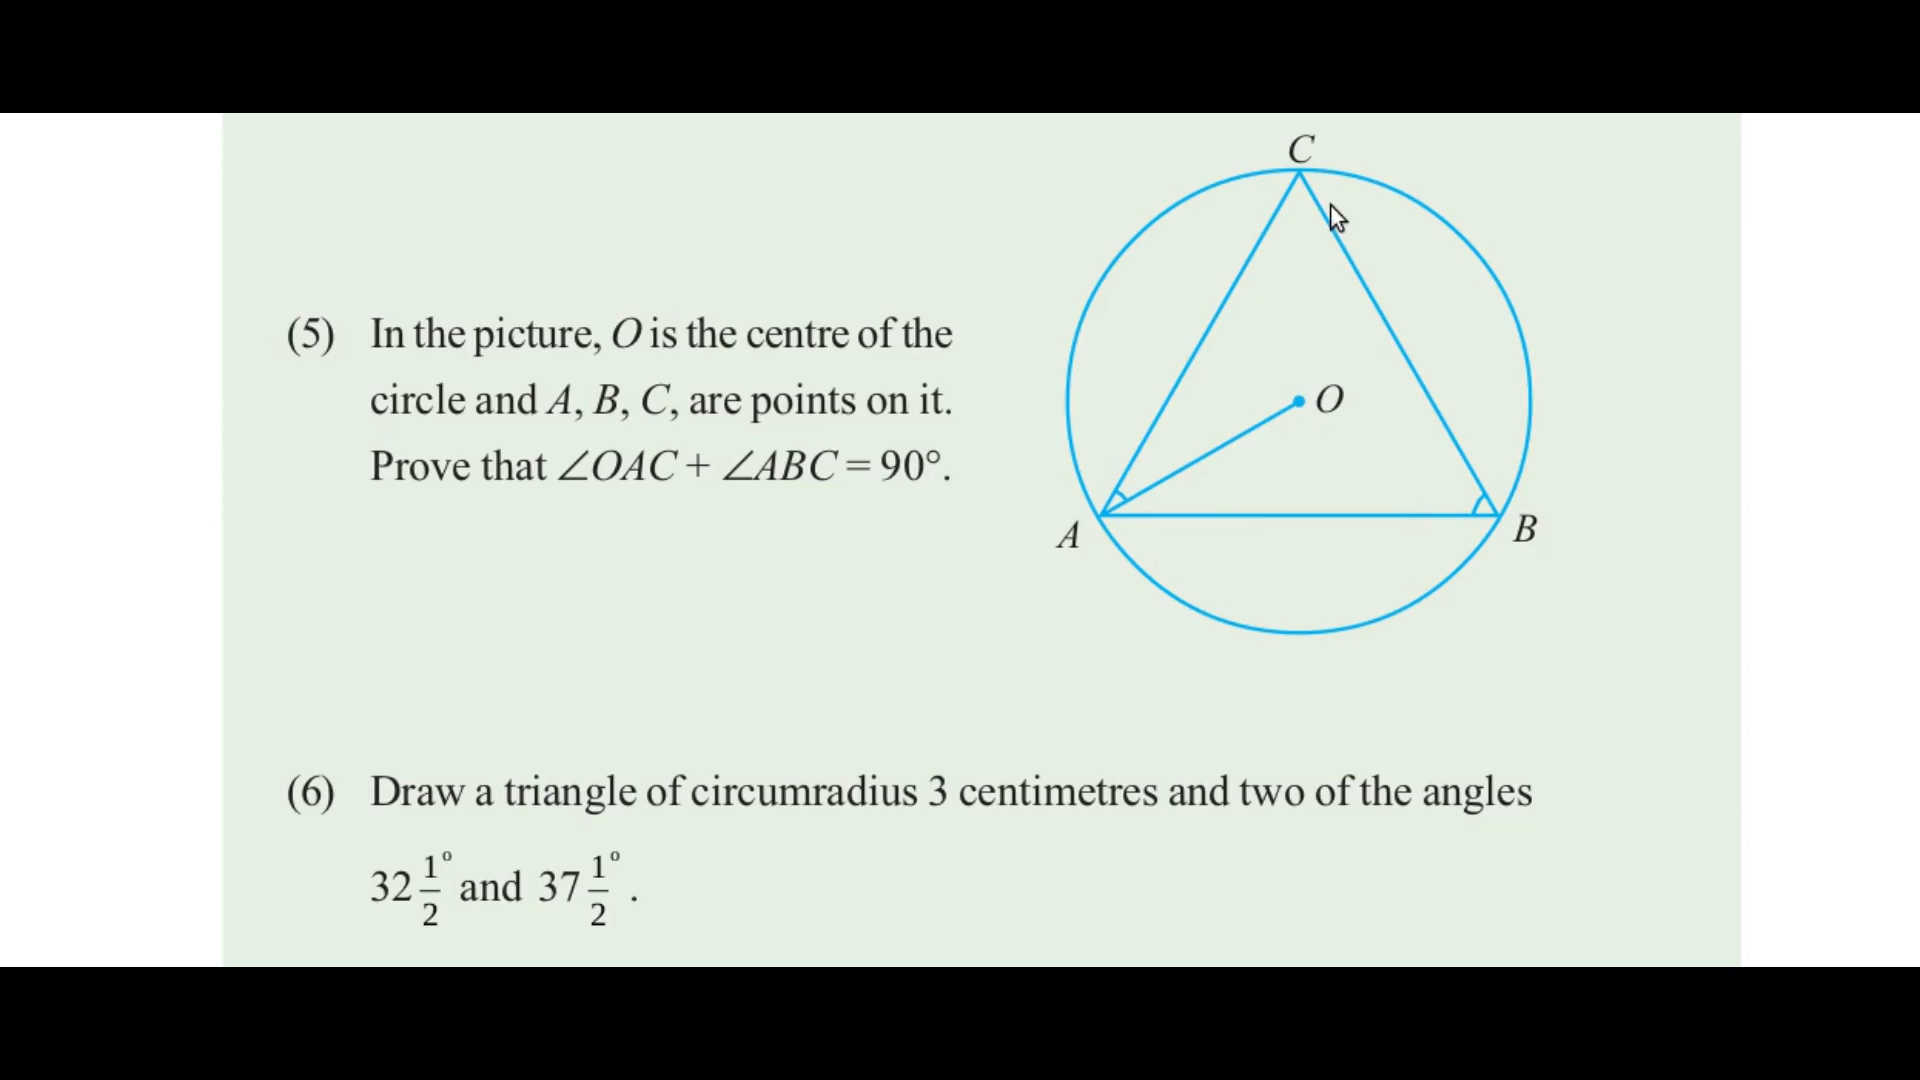 C
(5) In the picture, O is the centre of the
circle and A, B, C, are points on it.
O
Prove that ∠OAC + ∠ABC = 90°.
A
B
(6) Draw a triangle of circumradius 3 centimetres and two of the angles
32 1/2° and 37 1/2° .